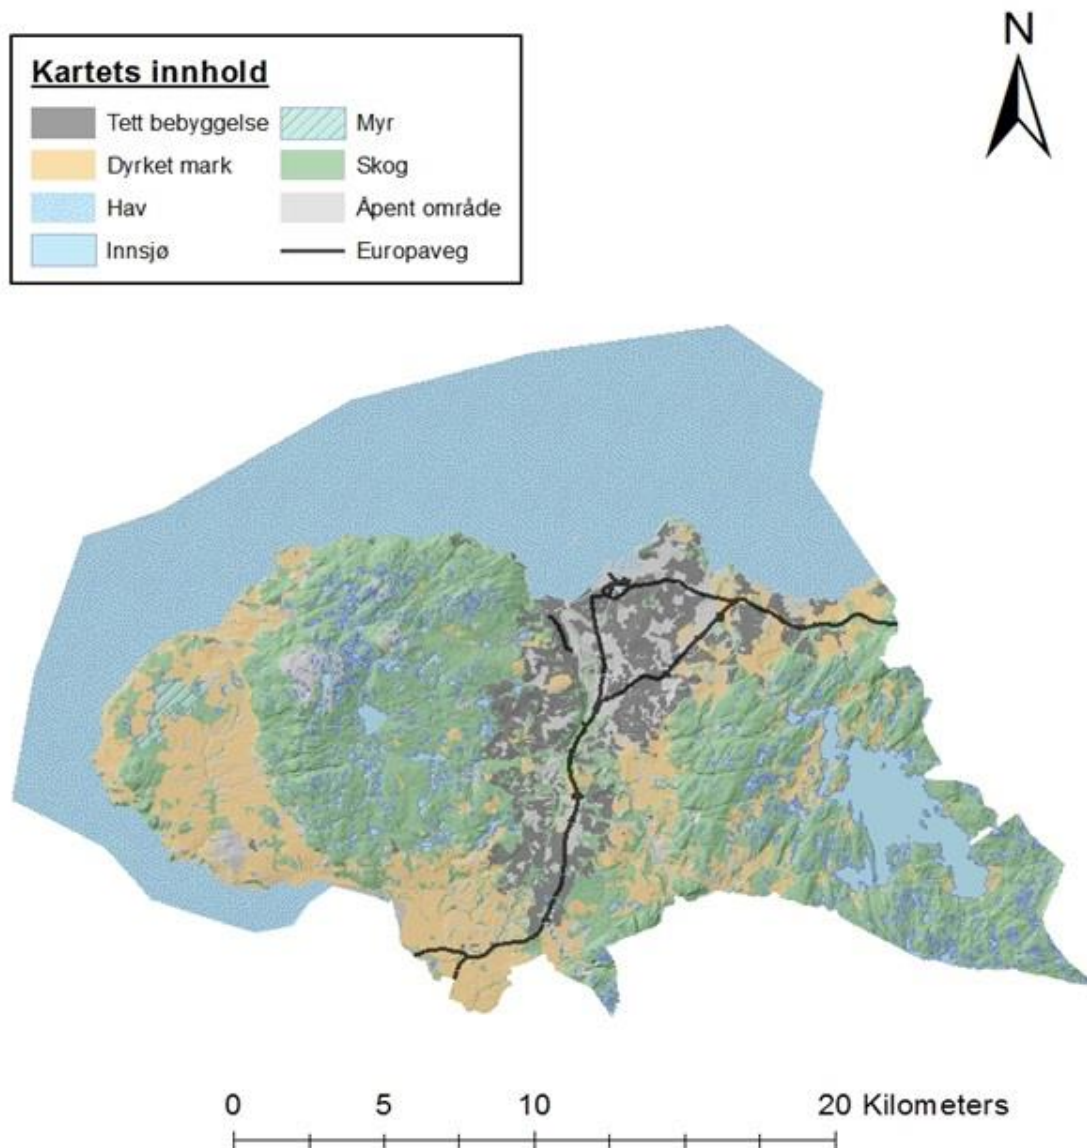 N
Kartets innhold
Tett bebyggelse
Myr
Dyrket mark
Skog
Hav
Åpent område
Innsjø
Europaveg
0 5 10 20 Kilometers